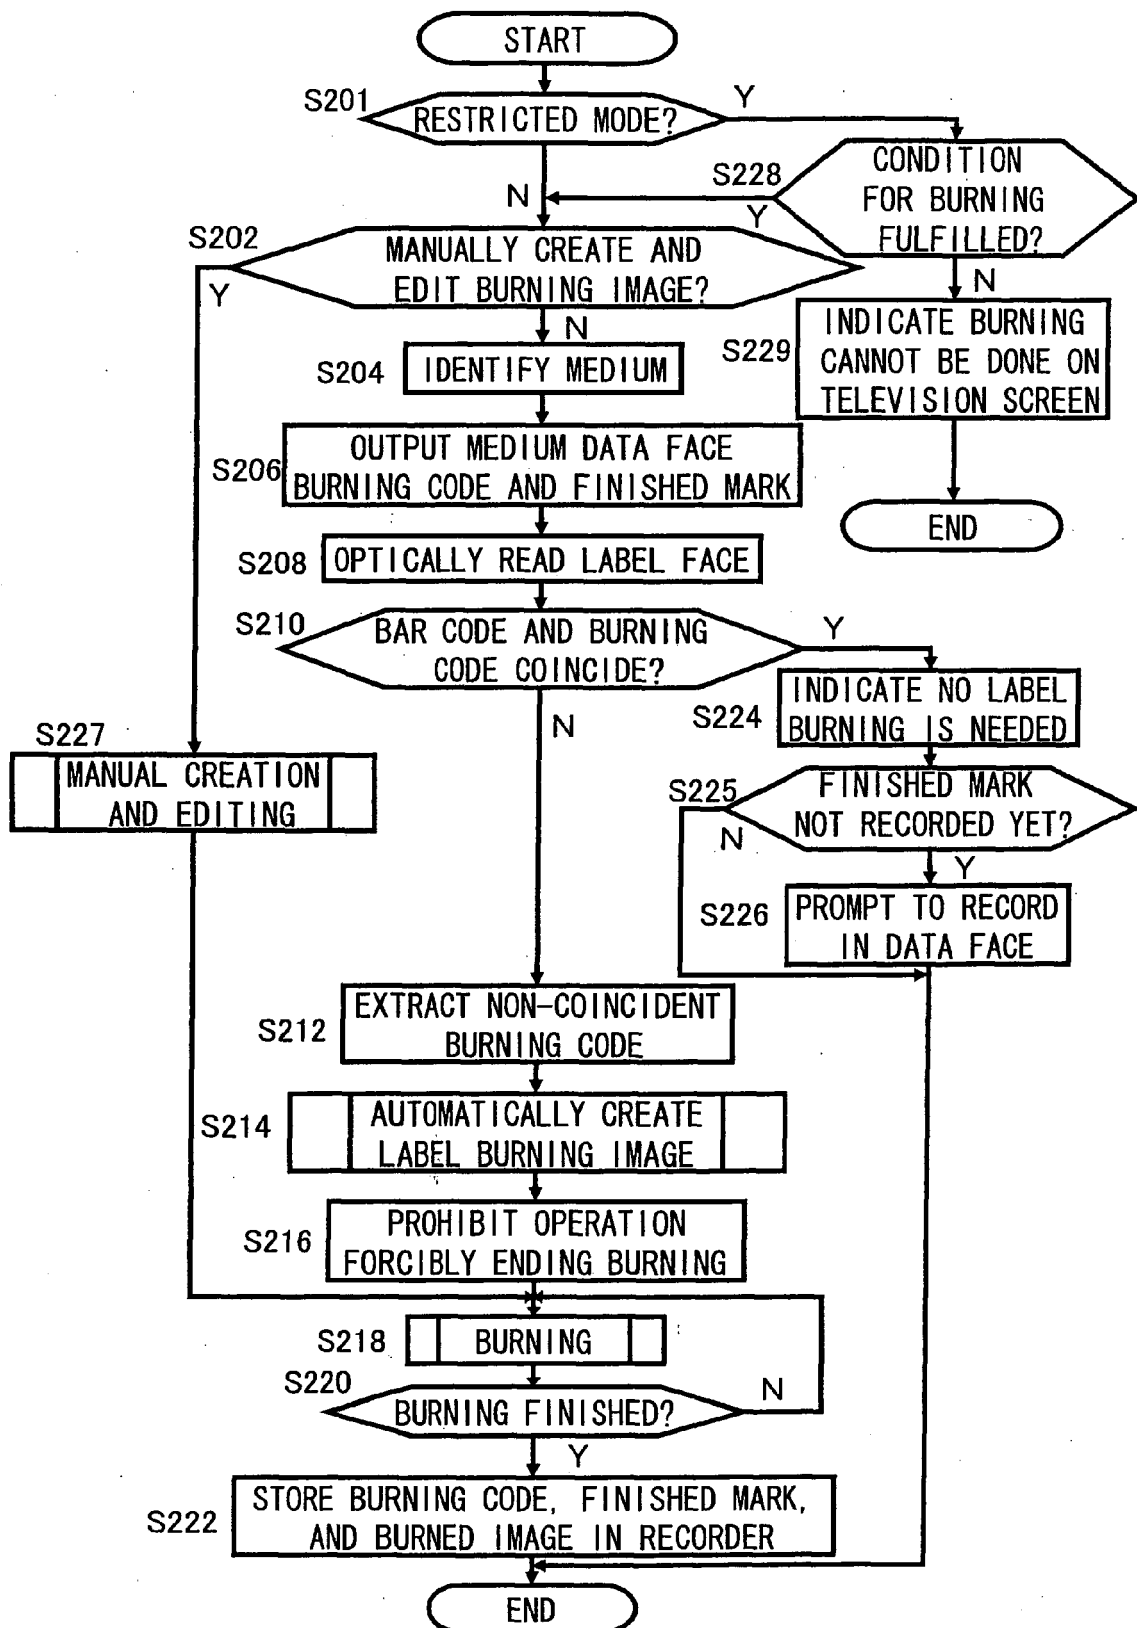 START
S201
RESTRICTED MODE?
Y
N
S228
CONDITION
FOR BURNING
FULFILLED?
Y
N
S202
MANUALLY CREATE AND
EDIT BURNING IMAGE?
Y
N
S229
INDICATE BURNING
CANNOT BE DONE ON
TELEVISION SCREEN
END
S204
IDENTIFY MEDIUM
S206
OUTPUT MEDIUM DATA FACE
BURNING CODE AND FINISHED MARK
S208
OPTICALLY READ LABEL FACE
S210
BAR CODE AND BURNING
CODE COINCIDE?
Y
N
S224
INDICATE NO LABEL
BURNING IS NEEDED
S227
MANUAL CREATION
AND EDITING
S225
FINISHED MARK
NOT RECORDED YET?
N
Y
S226
PROMPT TO RECORD
IN DATA FACE
S212
EXTRACT NON-COINCIDENT
BURNING CODE
S214
AUTOMATICALLY CREATE
LABEL BURNING IMAGE
S216
PROHIBIT OPERATION
FORCIBLY ENDING BURNING
S218
BURNING
S220
BURNING FINISHED?
N
Y
S222
STORE BURNING CODE, FINISHED MARK,
AND BURNED IMAGE IN RECORDER
END